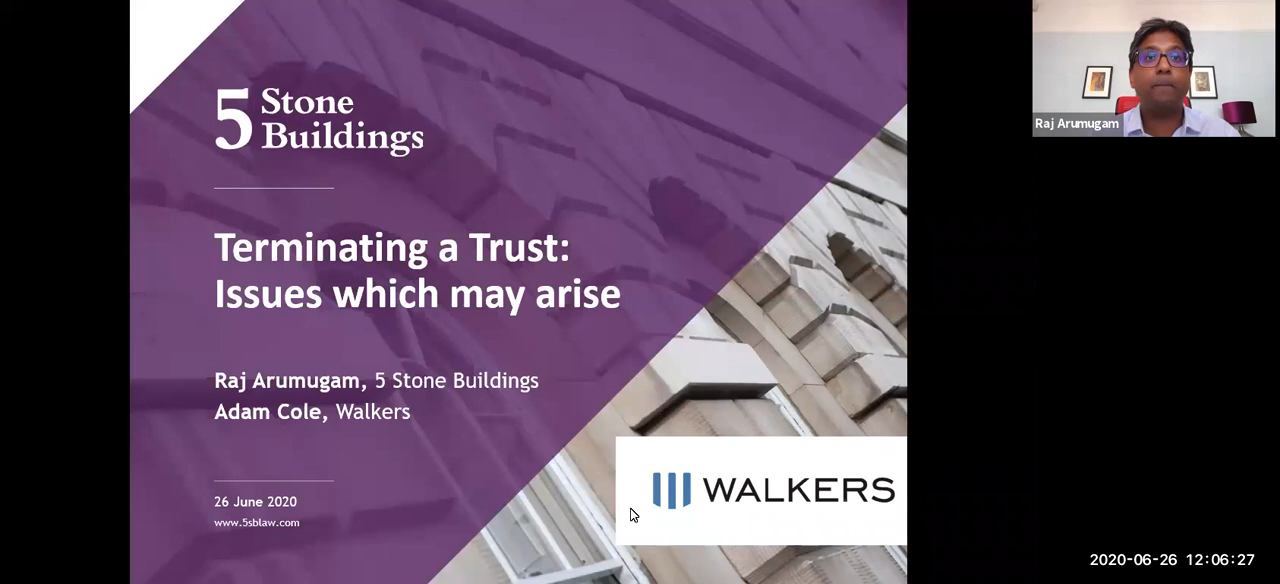 5 Stone
Buildings
Terminating a Trust:
Issues which may arise
Raj Arumugam, 5 Stone Buildings
Adam Cole, Walkers
26 June 2020
www.5sblaw.com
WALKERS
Raj Arumugam
2020-06-26 12:06:27